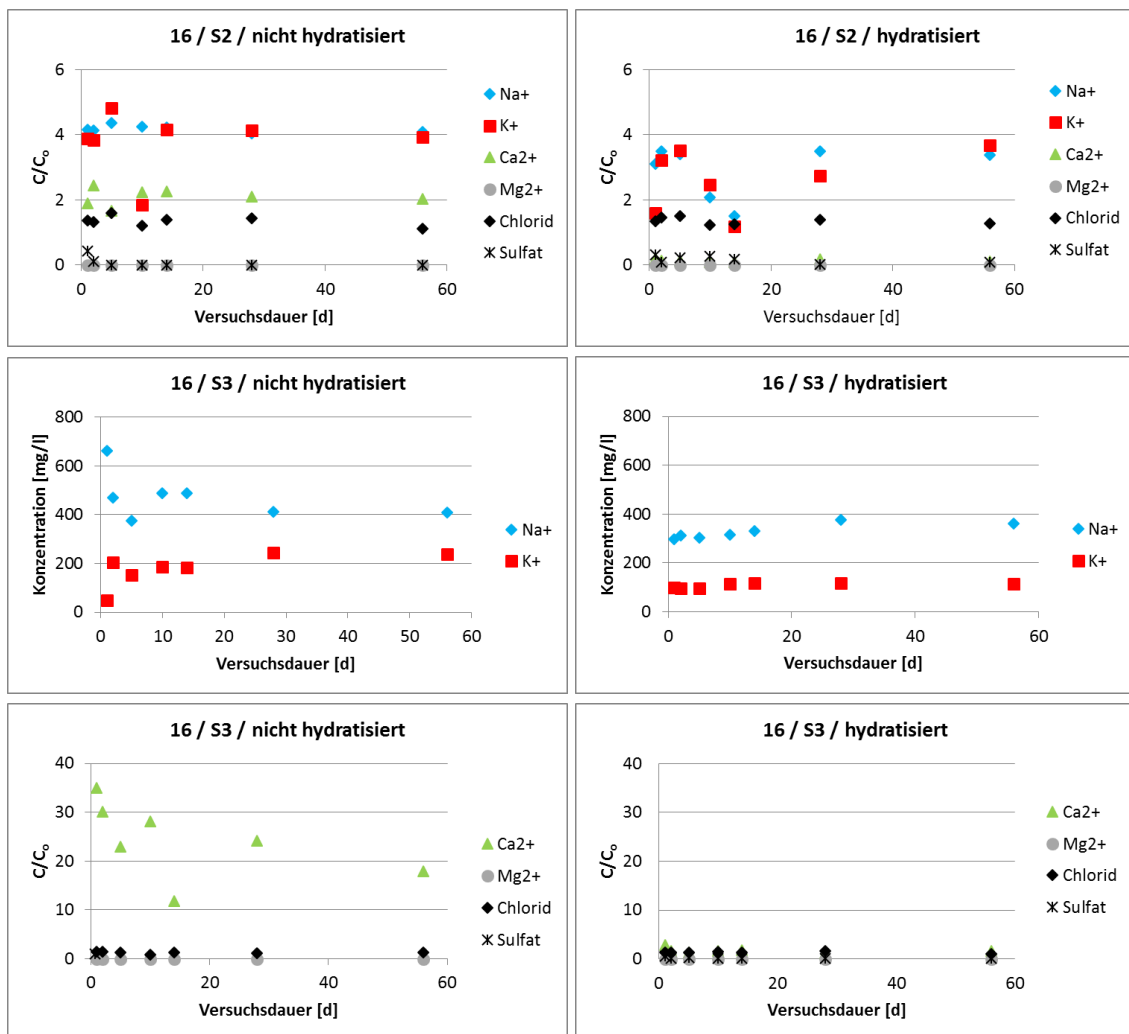 16 / S2 / nicht hydratisiert
6
4
2
0
0
20
40
60
C/Co
Versuchsdauer [d]
Na+
K+
Ca2+
Mg2+
Chlorid
Sulfat
16 / S2 / hydratisiert
6
4
2
0
0
20
40
60
C/Co
Versuchsdauer [d]
Na+
K+
Ca2+
Mg2+
Chlorid
Sulfat
16 / S3 / nicht hydratisiert
800
600
400
200
0
0
10
20
30
40
50
60
Konzentration [mg/l]
Versuchsdauer [d]
Na+
K+
16 / S3 / hydratisiert
800
600
400
200
0
0
20
40
60
Konzentration [mg/l]
Versuchsdauer [d]
Na+
K+
16 / S3 / nicht hydratisiert
40
30
20
10
0
0
20
40
60
C/Co
Versuchsdauer [d]
Ca2+
Mg2+
Chlorid
Sulfat
16 / S3 / hydratisiert
40
30
20
10
0
0
20
40
60
C/Co
Versuchsdauer [d]
Ca2+
Mg2+
Chlorid
Sulfat